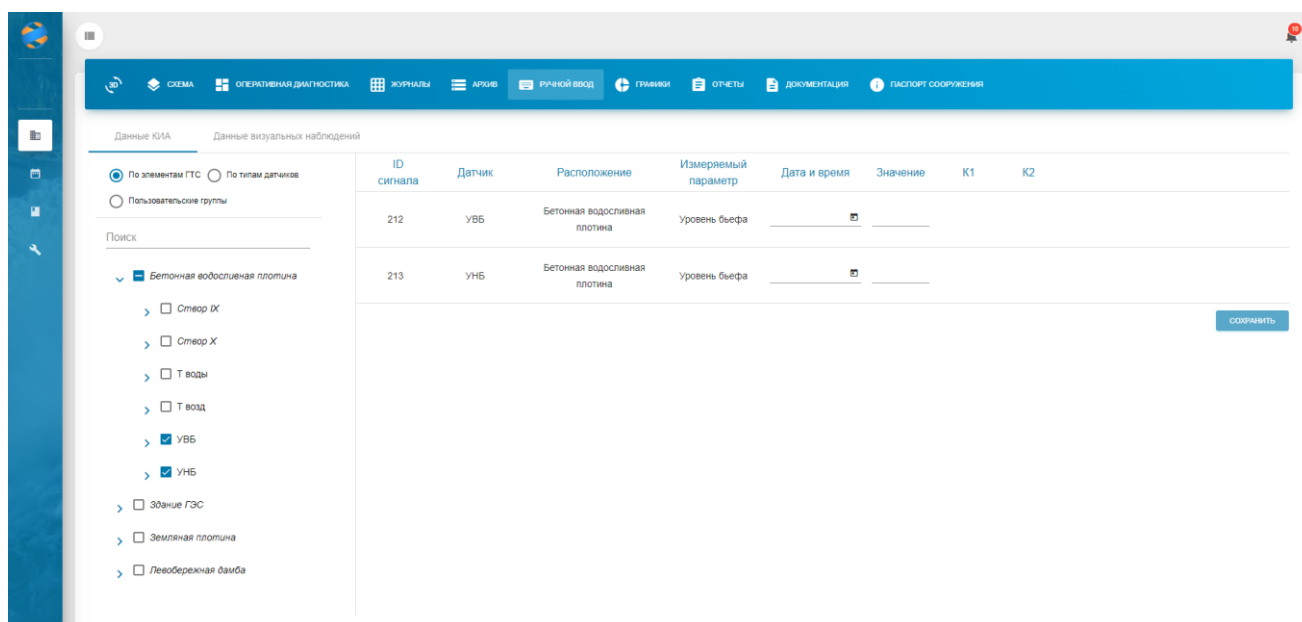 10
3D
СХЕМА
ОПЕРАТИВНАЯ ДИАГНОСТИКА
ЖУРНАЛЫ
АРХИВ
РУЧНОЙ ВВОД
ГРАФИКИ
ОТЧЕТЫ
ДОКУМЕНТАЦИЯ
ПАСПОРТ СООРУЖЕНИЯ
Данные КИА
Данные визуальных наблюдений
По элементам ГТС
По типам датчиков
Пользовательские группы
Поиск
Бетонная водосливная плотина
Створ IX
Створ X
Т воды
Т возд
УВБ
УНБ
Здание ГЭС
Земляная плотина
Левобережная дамба
ID
сигнала
Датчик
Расположение
Измеряемый
параметр
Дата и время
Значение
К1
К2
212
УВБ
Бетонная водосливная
плотина
Уровень бьефа
213
УНБ
Бетонная водосливная
плотина
Уровень бьефа
СОХРАНИТЬ